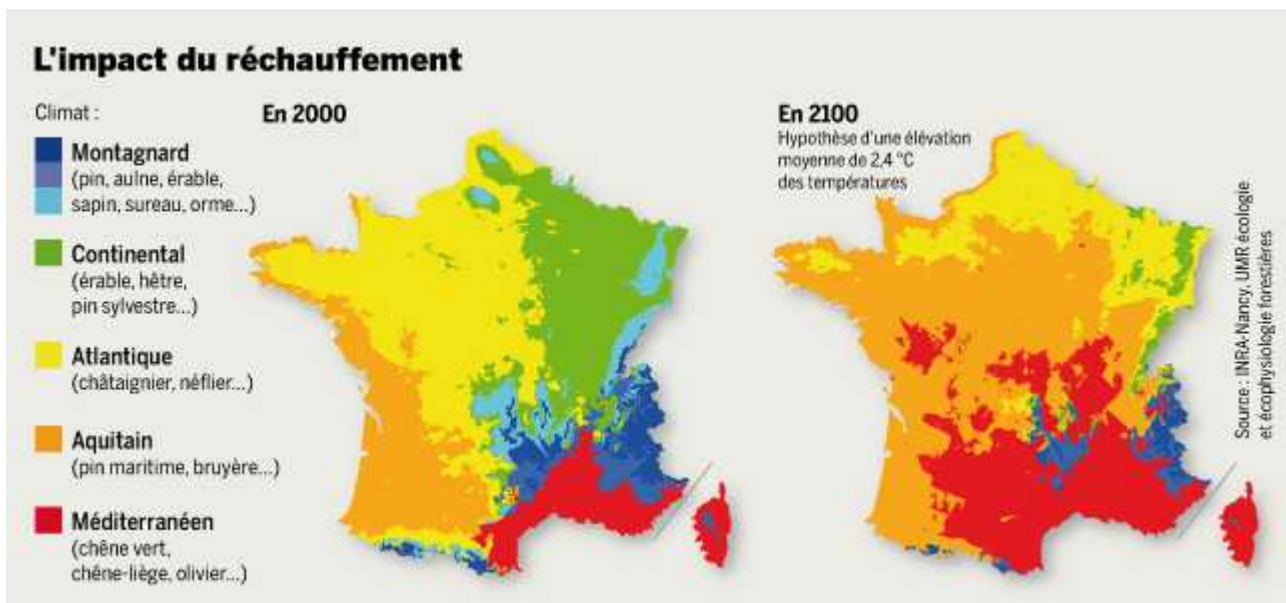 L'impact du réchauffement
Climat :
Montagnard
(pin, aulne, érable,
sapin, sureau, orme...)
Continental
(érable, hêtre,
pin sylvestre...)
Atlantique
(châtaignier, néflier...)
Aquitain
(pin maritime, bruyère...)
Méditerranéen
(chêne vert,
chêne-liège, olivier...)
En 2000
En 2100
Hypothèse d'une élévation
moyenne de 2,4 °C
des températures
Source : INRA-Nancy, UMR écologie
et écophysiologie forestières